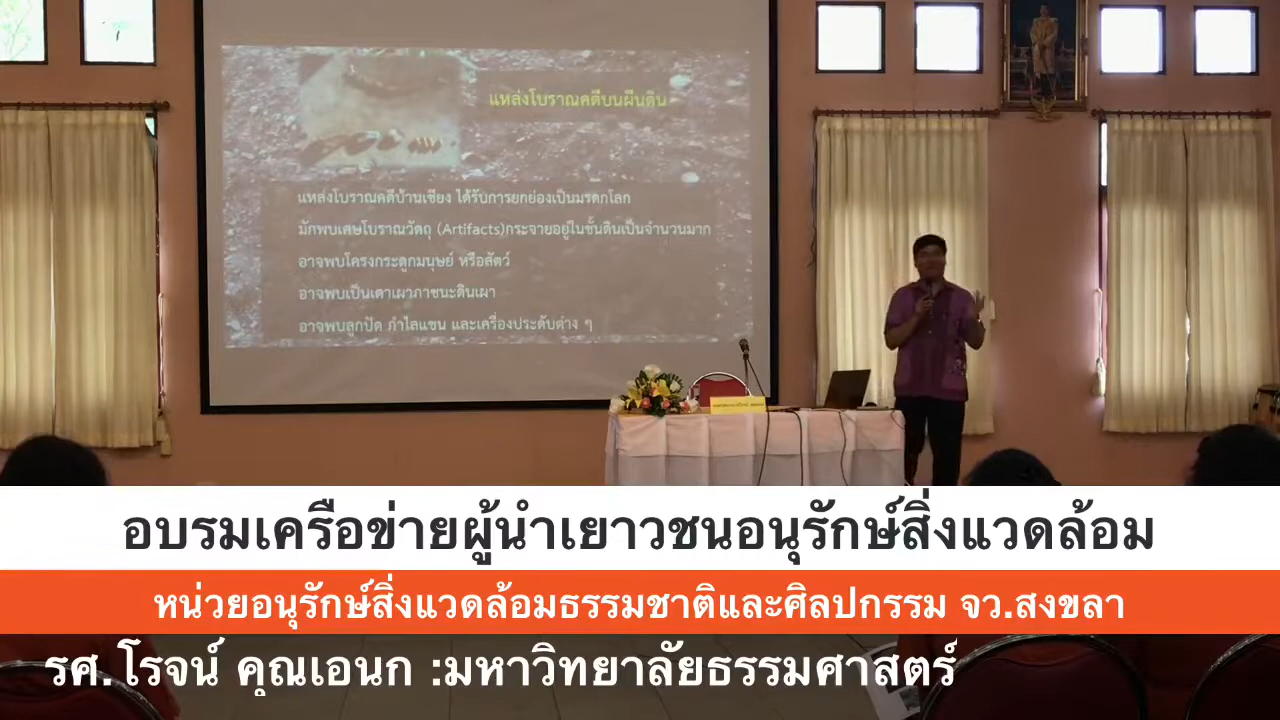 แหล่งโบราณคดีบนผืนดิน
แหล่งโบราณคดีบ้านเชียง ได้รับการยกย่องเป็นมรดกโลก
มักพบเศษโบราณวัตถุ (Artifacts)กระจายอยู่ในชั้นดินเป็นจำนวนมาก
อาจพบโครงกระดูกมนุษย์ หรือสัตว์
อาจพบเป็นเตาเผาภาชนะดินเผา
อาจพบลูกปัด กำไลแขน และเครื่องประดับต่าง ๆ
อบรมเครือข่ายผู้นำเยาวชนอนุรักษ์สิ่งแวดล้อม
หน่วยอนุรักษ์สิ่งแวดล้อมธรรมชาติและศิลปกรรม จว.สงขลา
รศ.โรจน์ คุณเอนก :มหาวิทยาลัยธรรมศาสตร์